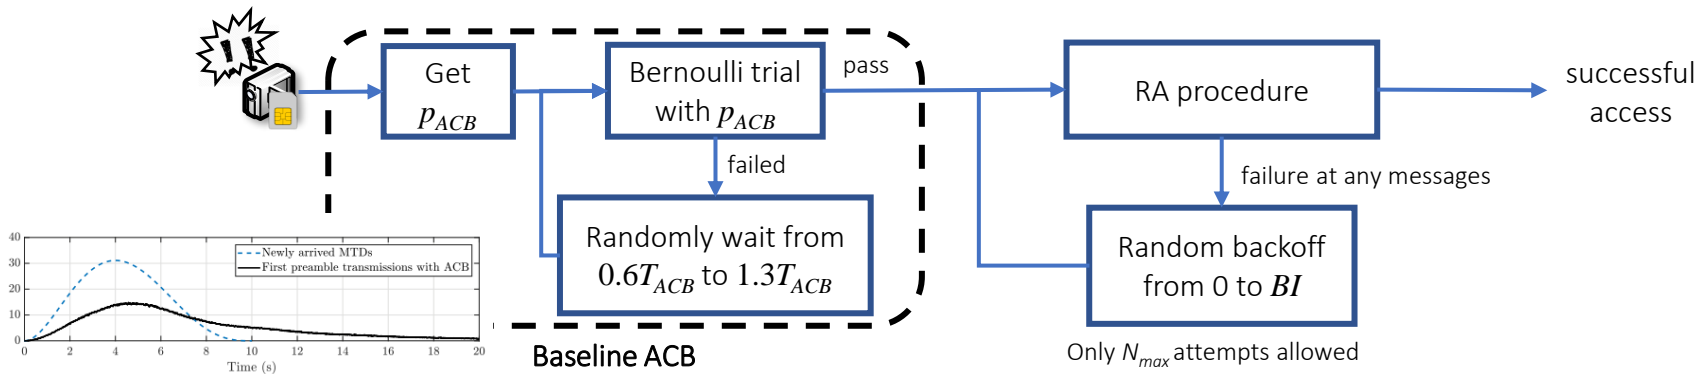 !!
Get
pACB
Bernoulli trial
with pACB
pass
failed
Randomly wait from
0.6TACB to 1.3TACB
Baseline ACB
RA procedure
successful
access
failure at any messages
Random backoff
from 0 to BI
Only Nmax attempts allowed
40
30
20
10
0
Newly arrived MTDs
First preamble transmissions with ACB
0 2 4 6 8 10 12 14 16 18 20
Time (s)